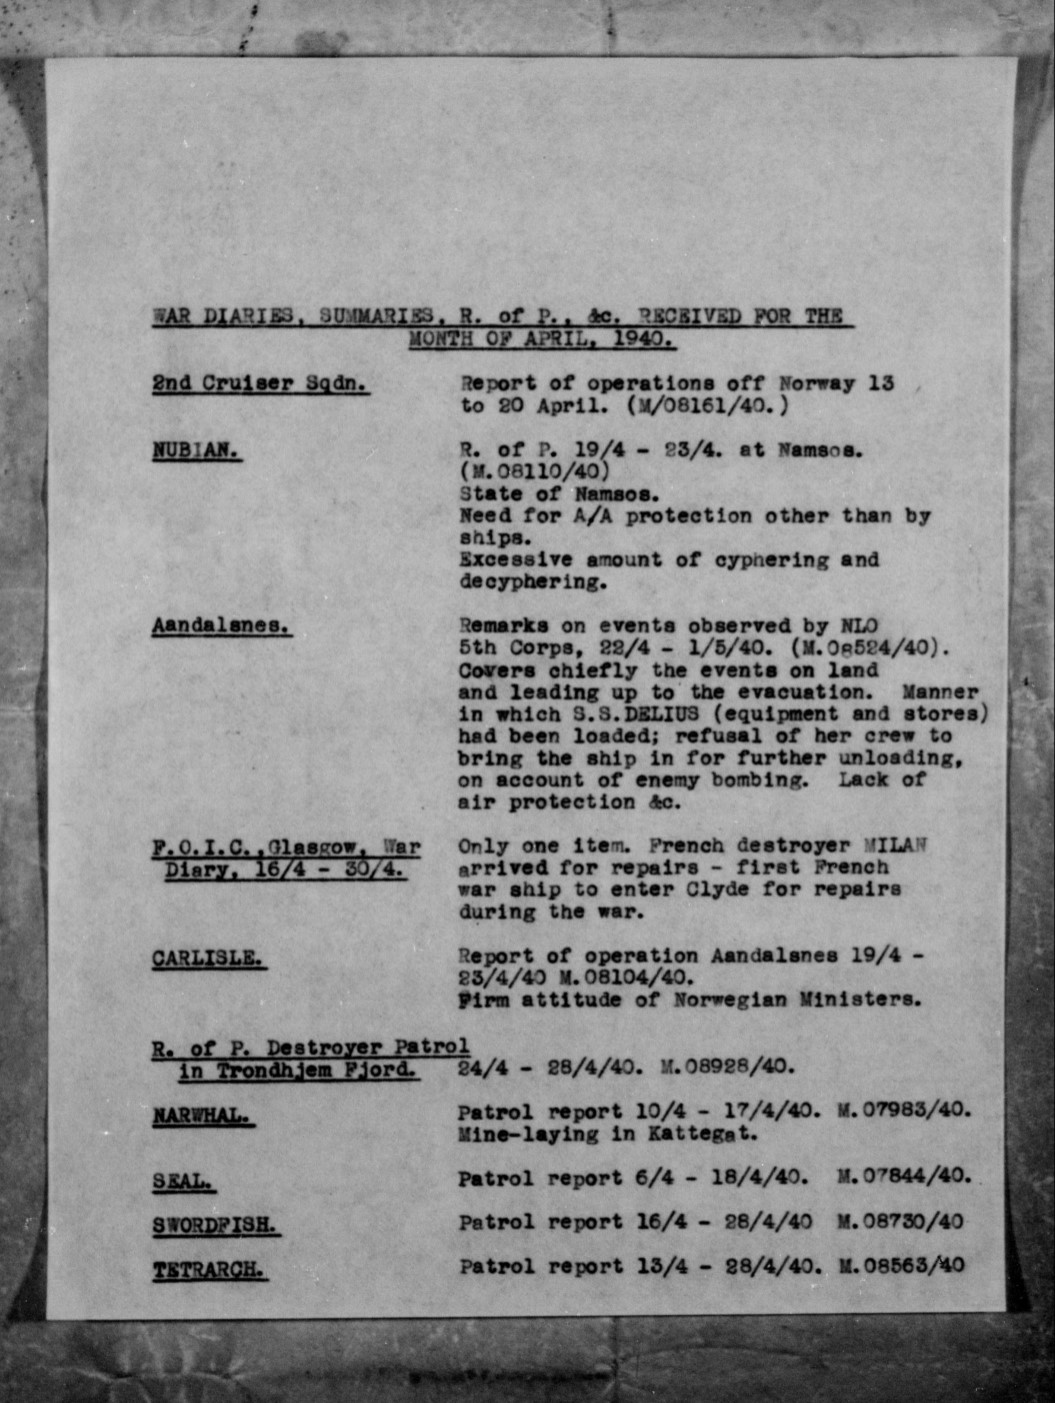 WAR DIARIES, SUMMARIES, R. of P., &c. RECEIVED FOR THE
MONTH OF APRIL, 1940.
2nd Cruiser Sqdn.
Report of operations off Norway 13
to 20 April. (M/08161/40.)
NUBIAN.
R. of P. 19/4 - 23/4. at Namsos.
(M.08110/40)
State of Namsos.
Need for A/A protection other than by
ships.
Excessive amount of cyphering and
decyphering.
Aandalsnes.
Remarks on events observed by NLO
5th Corps, 22/4 - 1/5/40. (M.08524/40).
Covers chiefly the events on land
and leading up to the evacuation. Manner
in which S.S.DELIUS (equipment and stores)
had been loaded; refusal of her crew to
bring the ship in for further unloading,
on account of enemy bombing. Lack of
air protection &c.
F.O.I.C.,Glasgow, War
Diary, 16/4 - 30/4.
Only one item. French destroyer MILAN
arrived for repairs - first French
war ship to enter Clyde for repairs
during the war.
CARLISLE.
Report of operation Aandalsnes 19/4 -
23/4/40 M.08104/40.
Firm attitude of Norwegian Ministers.
R. of P. Destroyer Patrol
in Trondhjem Fjord. 24/4 - 28/4/40. M.08928/40.
NARWHAL.
Patrol report 10/4 - 17/4/40. M.07983/40.
Mine-laying in Kattegat.
SEAL.
Patrol report 6/4 - 18/4/40. M.07844/40.
SWORDFISH.
Patrol report 16/4 - 28/4/40 M.08730/40
TETRARCH.
Patrol report 13/4 - 28/4/40. M.08563/40